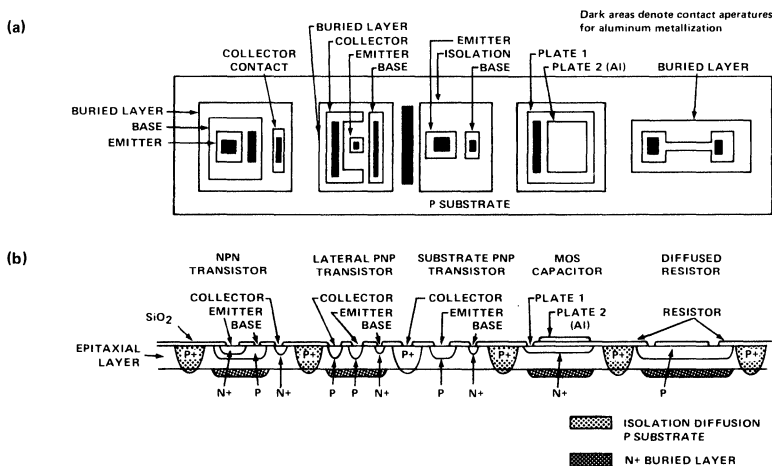 (a)
Dark areas denote contact aperatures
for aluminum metallization
COLLECTOR
CONTACT
BURIED LAYER
COLLECTOR
EMITTER
BASE
EMITTER
ISOLATION
BASE
PLATE 1
PLATE 2 (Al)
BURIED LAYER
BURIED LAYER
BASE
EMITTER
P SUBSTRATE
(b)
NPN
TRANSISTOR
LATERAL PNP
TRANSISTOR
SUBSTRATE PNP
TRANSISTOR
MOS
CAPACITOR
DIFFUSED
RESISTOR
COLLECTOR
EMITTER
BASE
COLLECTOR
EMITTER
BASE
COLLECTOR
EMITTER
BASE
PLATE 1
PLATE 2
(Al)
RESISTOR
SiO2
EPITAXIAL
LAYER
P+ P+ P+ P+ P+ P+
N+ P N+ P P N+ P N+ N+ P
ISOLATION DIFFUSION
P SUBSTRATE
N+ BURIED LAYER